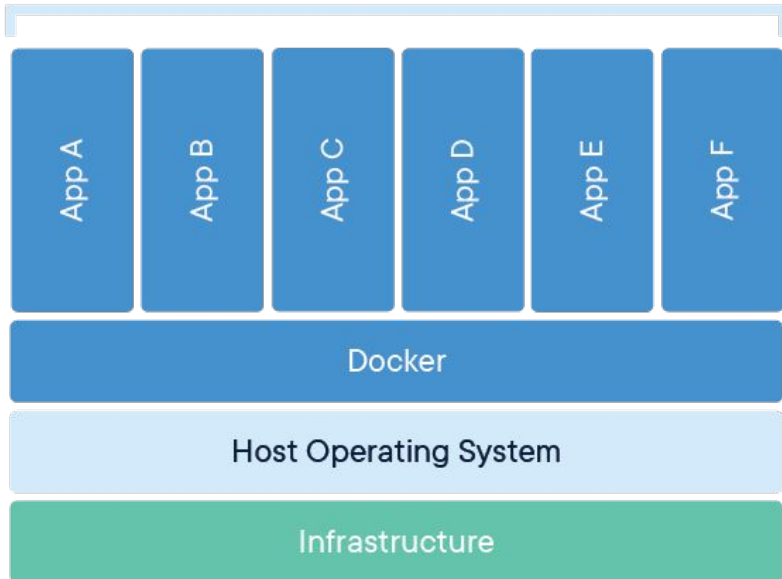 App A
App B
App C
App D
App E
App F
Docker
Host Operating System
Infrastructure